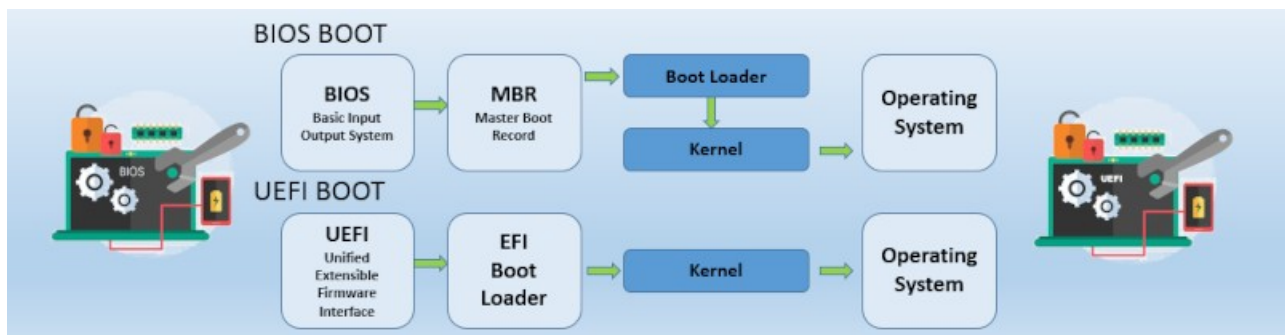 BIOS BOOT
BIOS
Basic Input
Output System
MBR
Master Boot
Record
Boot Loader
Kernel
Operating
System
BIOS
UEFI
UEFI BOOT
UEFI
Unified
Extensible
Firmware
Interface
EFI
Boot
Loader
Kernel
Operating
System